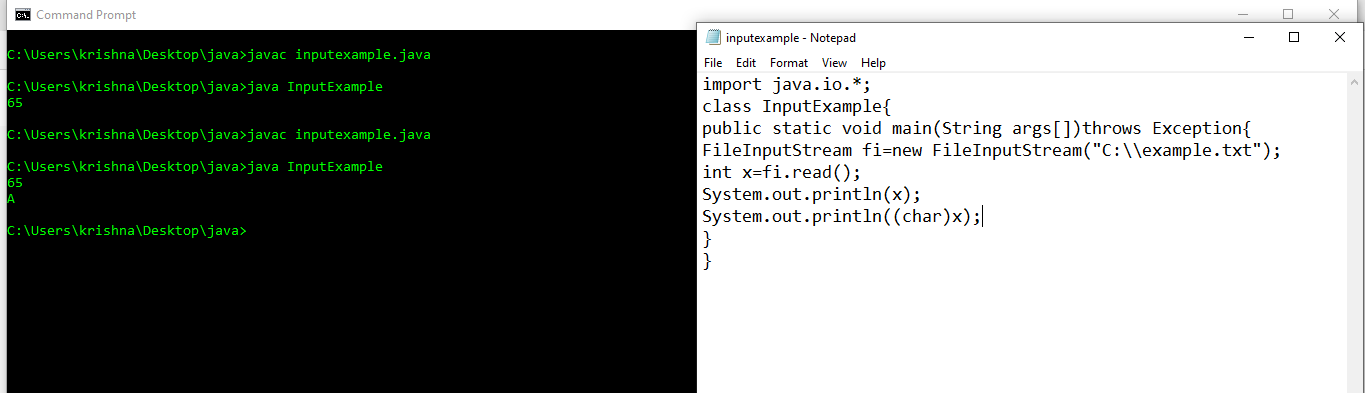 Command Prompt
C:\Users\krishna\Desktop\java>javac inputexample.java
C:\Users\krishna\Desktop\java>java InputExample
65
C:\Users\krishna\Desktop\java>javac inputexample.java
C:\Users\krishna\Desktop\java>java InputExample
65
A
C:\Users\krishna\Desktop\java>
inputexample - Notepad
File Edit Format View Help
import java.io.*;
class InputExample{
public static void main(String args[])throws Exception{
FileInputStream fi=new FileInputStream("C:\\example.txt");
int x=fi.read();
System.out.println(x);
System.out.println((char)x);
}
}